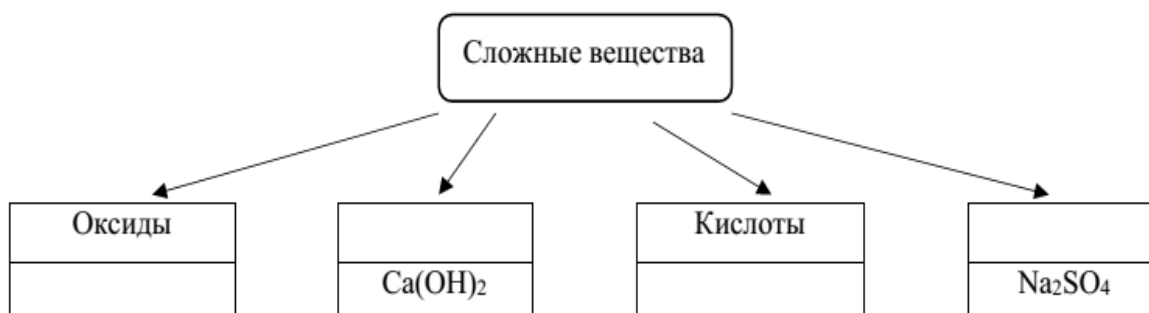 Сложные вещества
Оксиды
Кислоты
Ca(OH)₂
Na₂SO₄